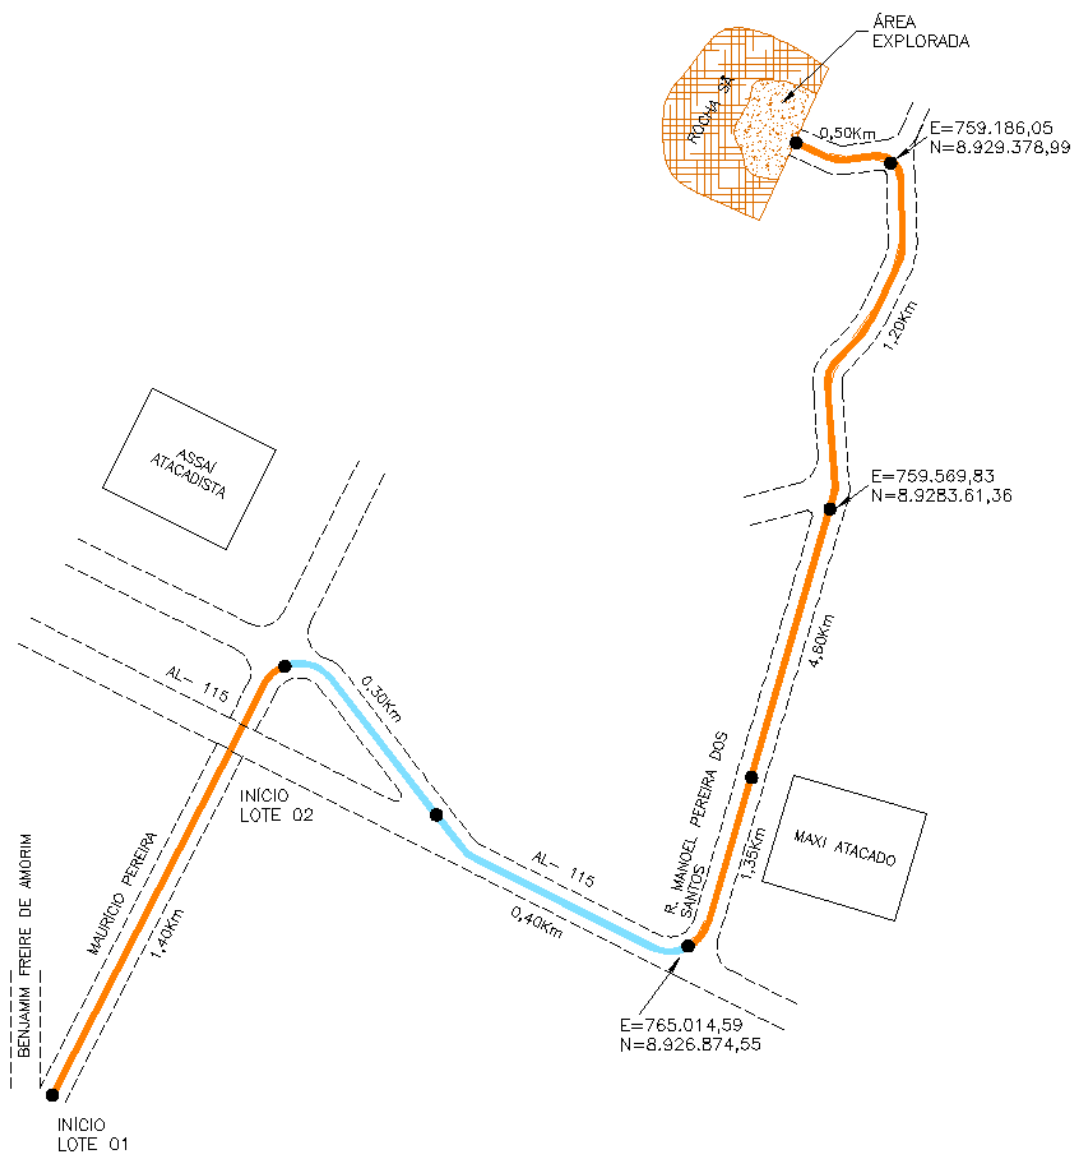 ÁREA
EXPLORADA
ROCHA SÃ
0,50Km
E=759.186,05
N=8.929.378,99
1,20Km
ASSAÍ
ATACADISTA
E=759.569,83
N=8.9283.61,36
4,60Km
AL- 115
0,30Km
INÍCIO
LOTE 02
R. MANOEL PEREIRA DOS
SANTOS
1,35Km
MAXI ATACADO
MAURÍCIO PEREIRA
1,40Km
AL- 115
0,40Km
BENJAMIM FREIRE DE AMORIM
E=765.014,59
N=8.926.874,55
INÍCIO
LOTE 01